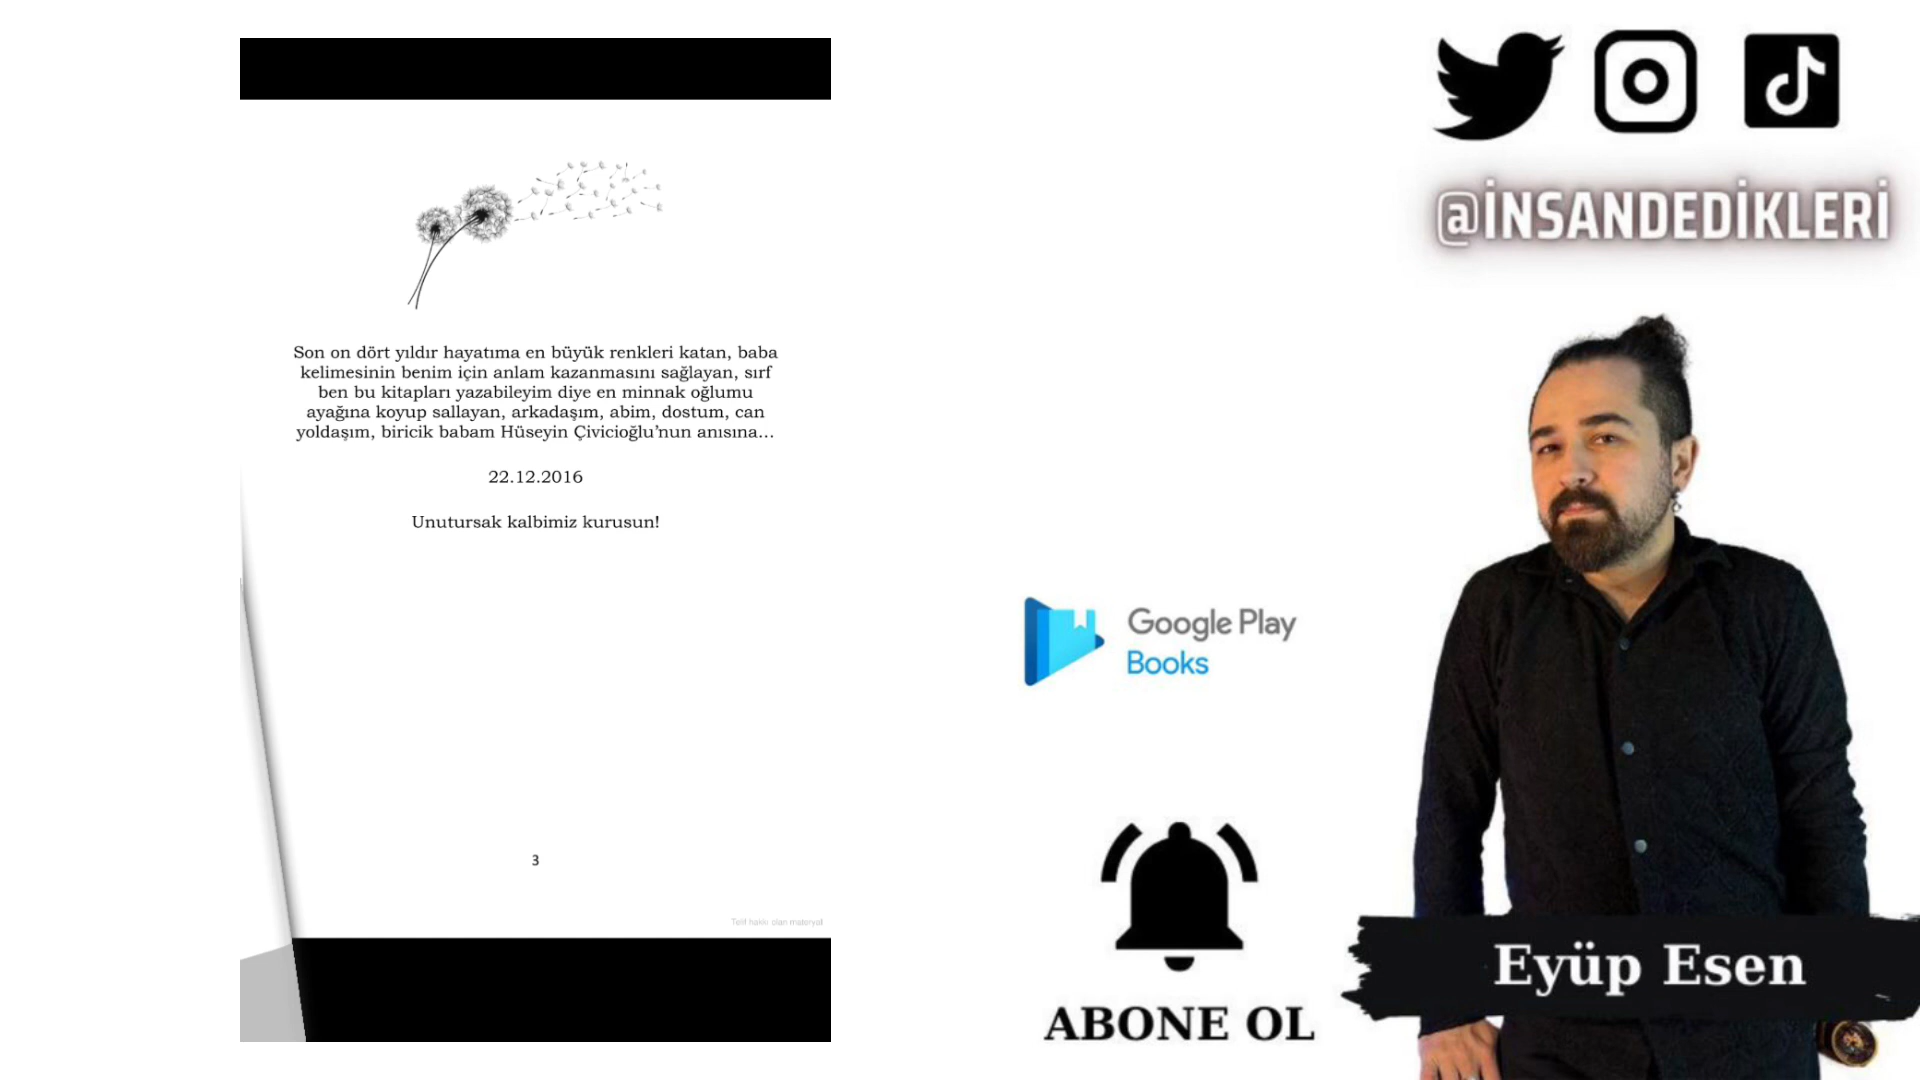 Son on dört yıldır hayatıma en büyük renkleri katan, baba
kelimesinin benim için anlam kazanmasını sağlayan, sırf
ben bu kitapları yazabileyim diye en minnak oğlumu
ayağına koyup sallayan, arkadaşım, abim, dostum, can
yoldaşım, biricik babam Hüseyin Çivicioğlu’nun anısına...
22.12.2016
Unutursak kalbimiz kurusun!
3
Telif hakkı olan materyal
@İNSANDEDİKLERİ
Google Play
Books
ABONE OL
Eyüp Esen